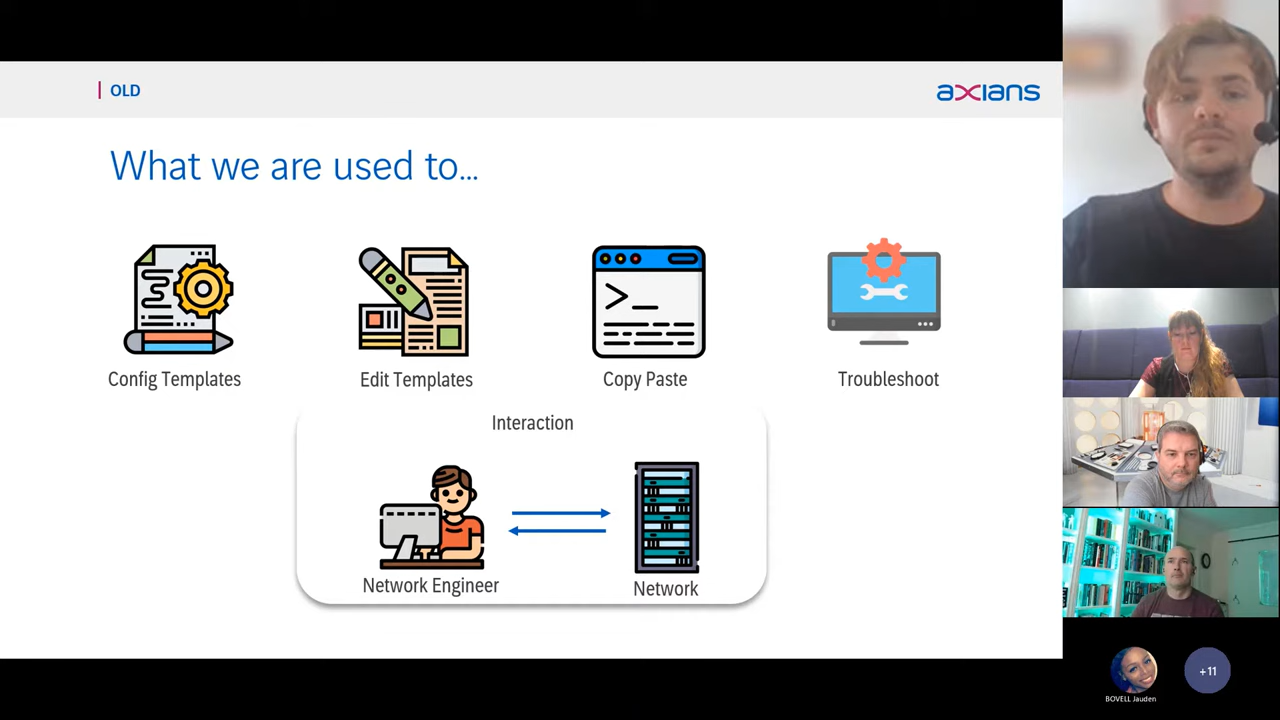 OLD
axians
What we are used to...
Config Templates
Edit Templates
Copy Paste
Troubleshoot
Interaction
Network Engineer
Network
+11
BOVELL Jauden